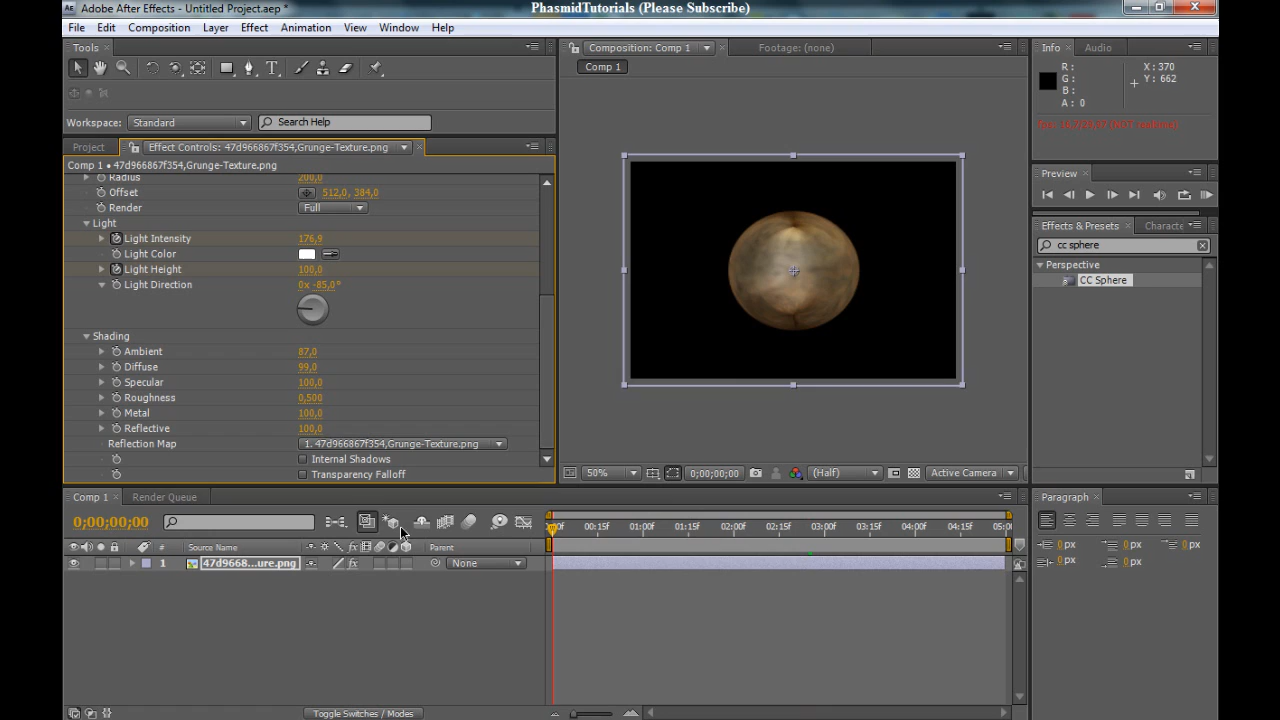 PhasmidTutorials (Please Subscribe)
Adobe After Effects - Untitled Project.aep *
File Edit Composition Layer Effect Animation View Window Help
Tools
Composition: Comp 1
Footage: (none)
Info
Audio
Comp 1
R:
G:
B:
A: 0
X: 370
Y: 662
Workspace: Standard
Search Help
Project
Effect Controls: 47d966867f354,Grunge-Texture.png
Comp 1 • 47d966867f354,Grunge-Texture.png
Radius 200,0
Offset 512,0, 384,0
Render Full
Light
Light Intensity 176,9
Light Color
Light Height 100,0
Light Direction 0x -85,0°
Shading
Ambient 87,0
Diffuse 99,0
Specular 100,0
Roughness 0,500
Metal 100,0
Reflective 100,0
Reflection Map 1. 47d966867f354,Grunge-Texture.png
Internal Shadows
Transparency Falloff
Preview
Effects & Presets
Characte
cc sphere
Perspective
CC Sphere
50%
0;00;00;00
(Half)
Active Camera
Comp 1
Render Queue
0;00;00;00
00:15f 01:00f 01:15f 02:00f 02:15f 03:00f 03:15f 04:00f 04:15f 05:0
Source Name
Parent
1 47d9668...ure.png
None
Toggle Switches / Modes
Paragraph
0 px 0 px 0 px
0 px 0 px